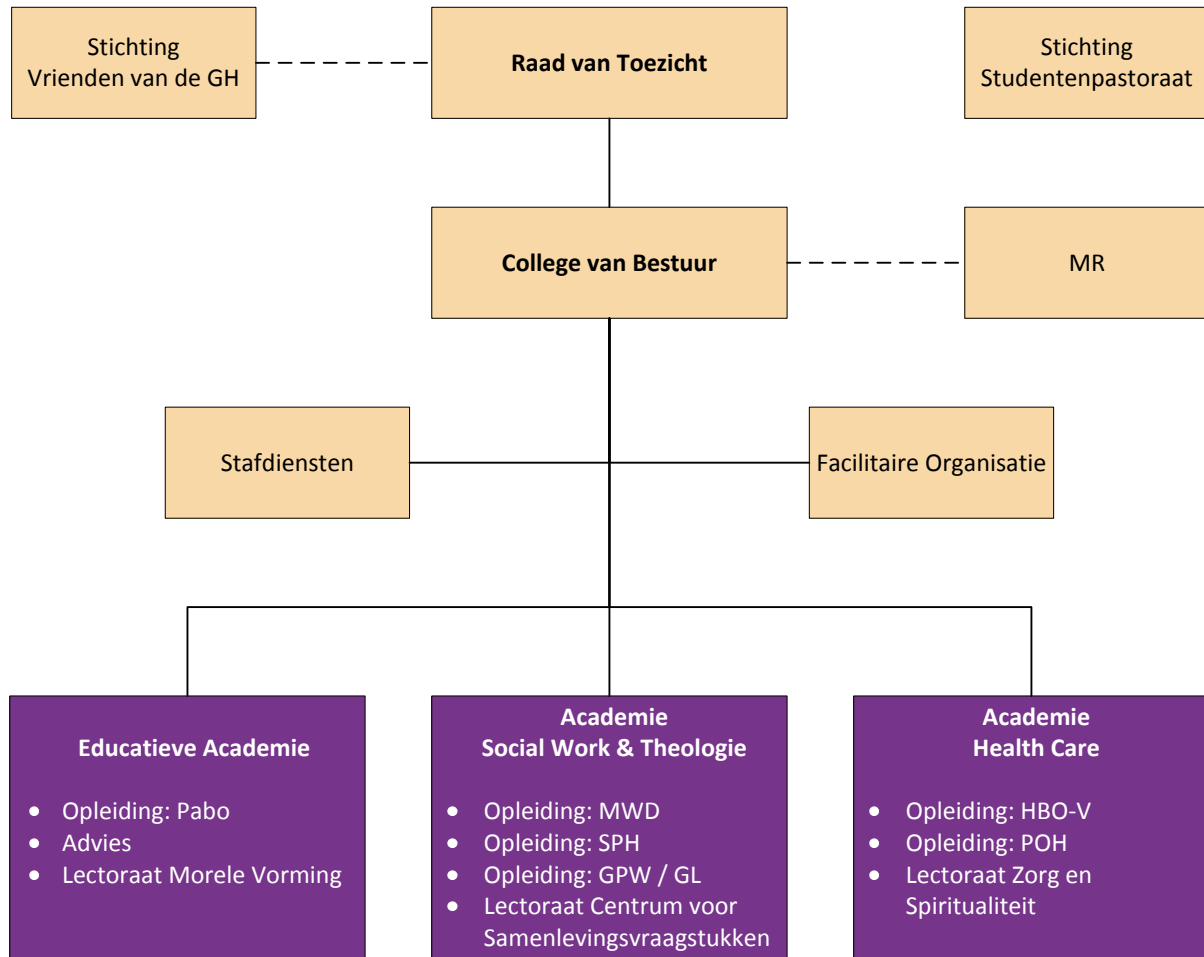 Stichting
Vrienden van de GH
Raad van Toezicht
Stichting
Studentenpastoraat
College van Bestuur
MR
Stafdiensten
Facilitaire Organisatie
Educatieve Academie
• Opleiding: Pabo
• Advies
• Lectoraat Morele Vorming
Academie
Social Work & Theologie
• Opleiding: MWD
• Opleiding: SPH
• Opleiding: GPW / GL
• Lectoraat Centrum voor
Samenlevingsvraagstukken
Academie
Health Care
• Opleiding: HBO-V
• Opleiding: POH
• Lectoraat Zorg en
Spiritualiteit